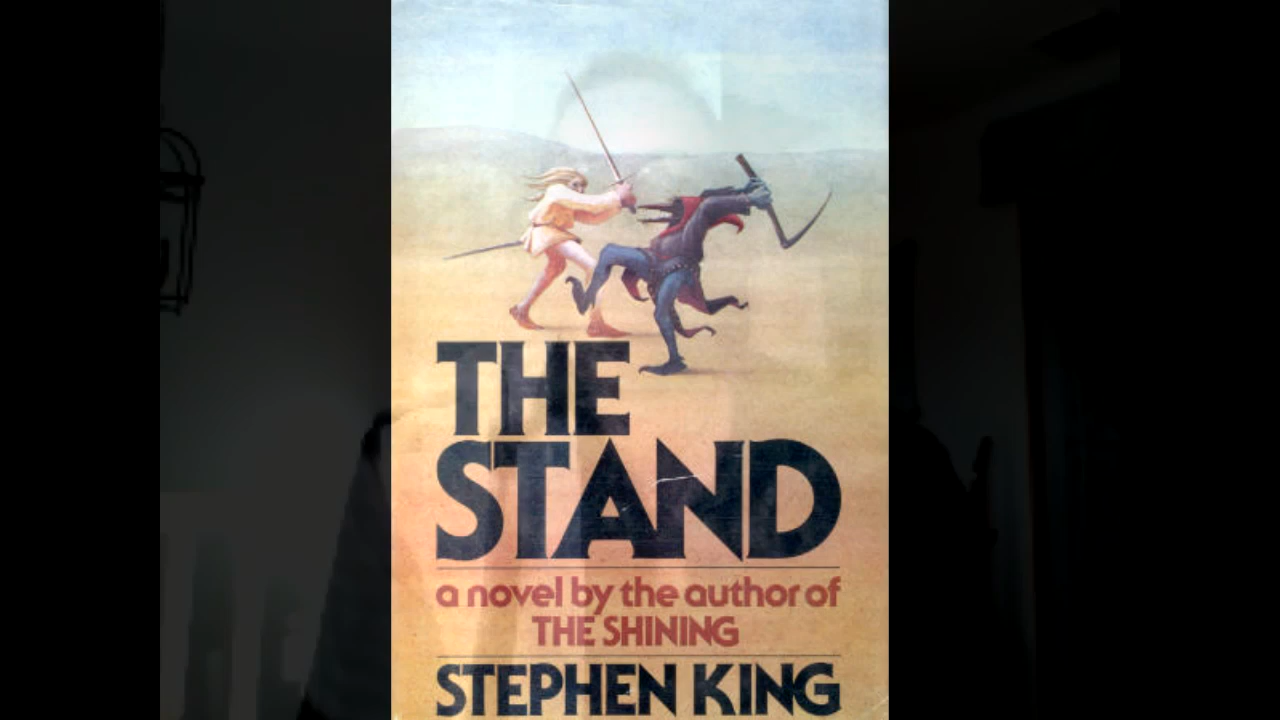 THE
STAND
a novel by the author of
THE SHINING
STEPHEN KING